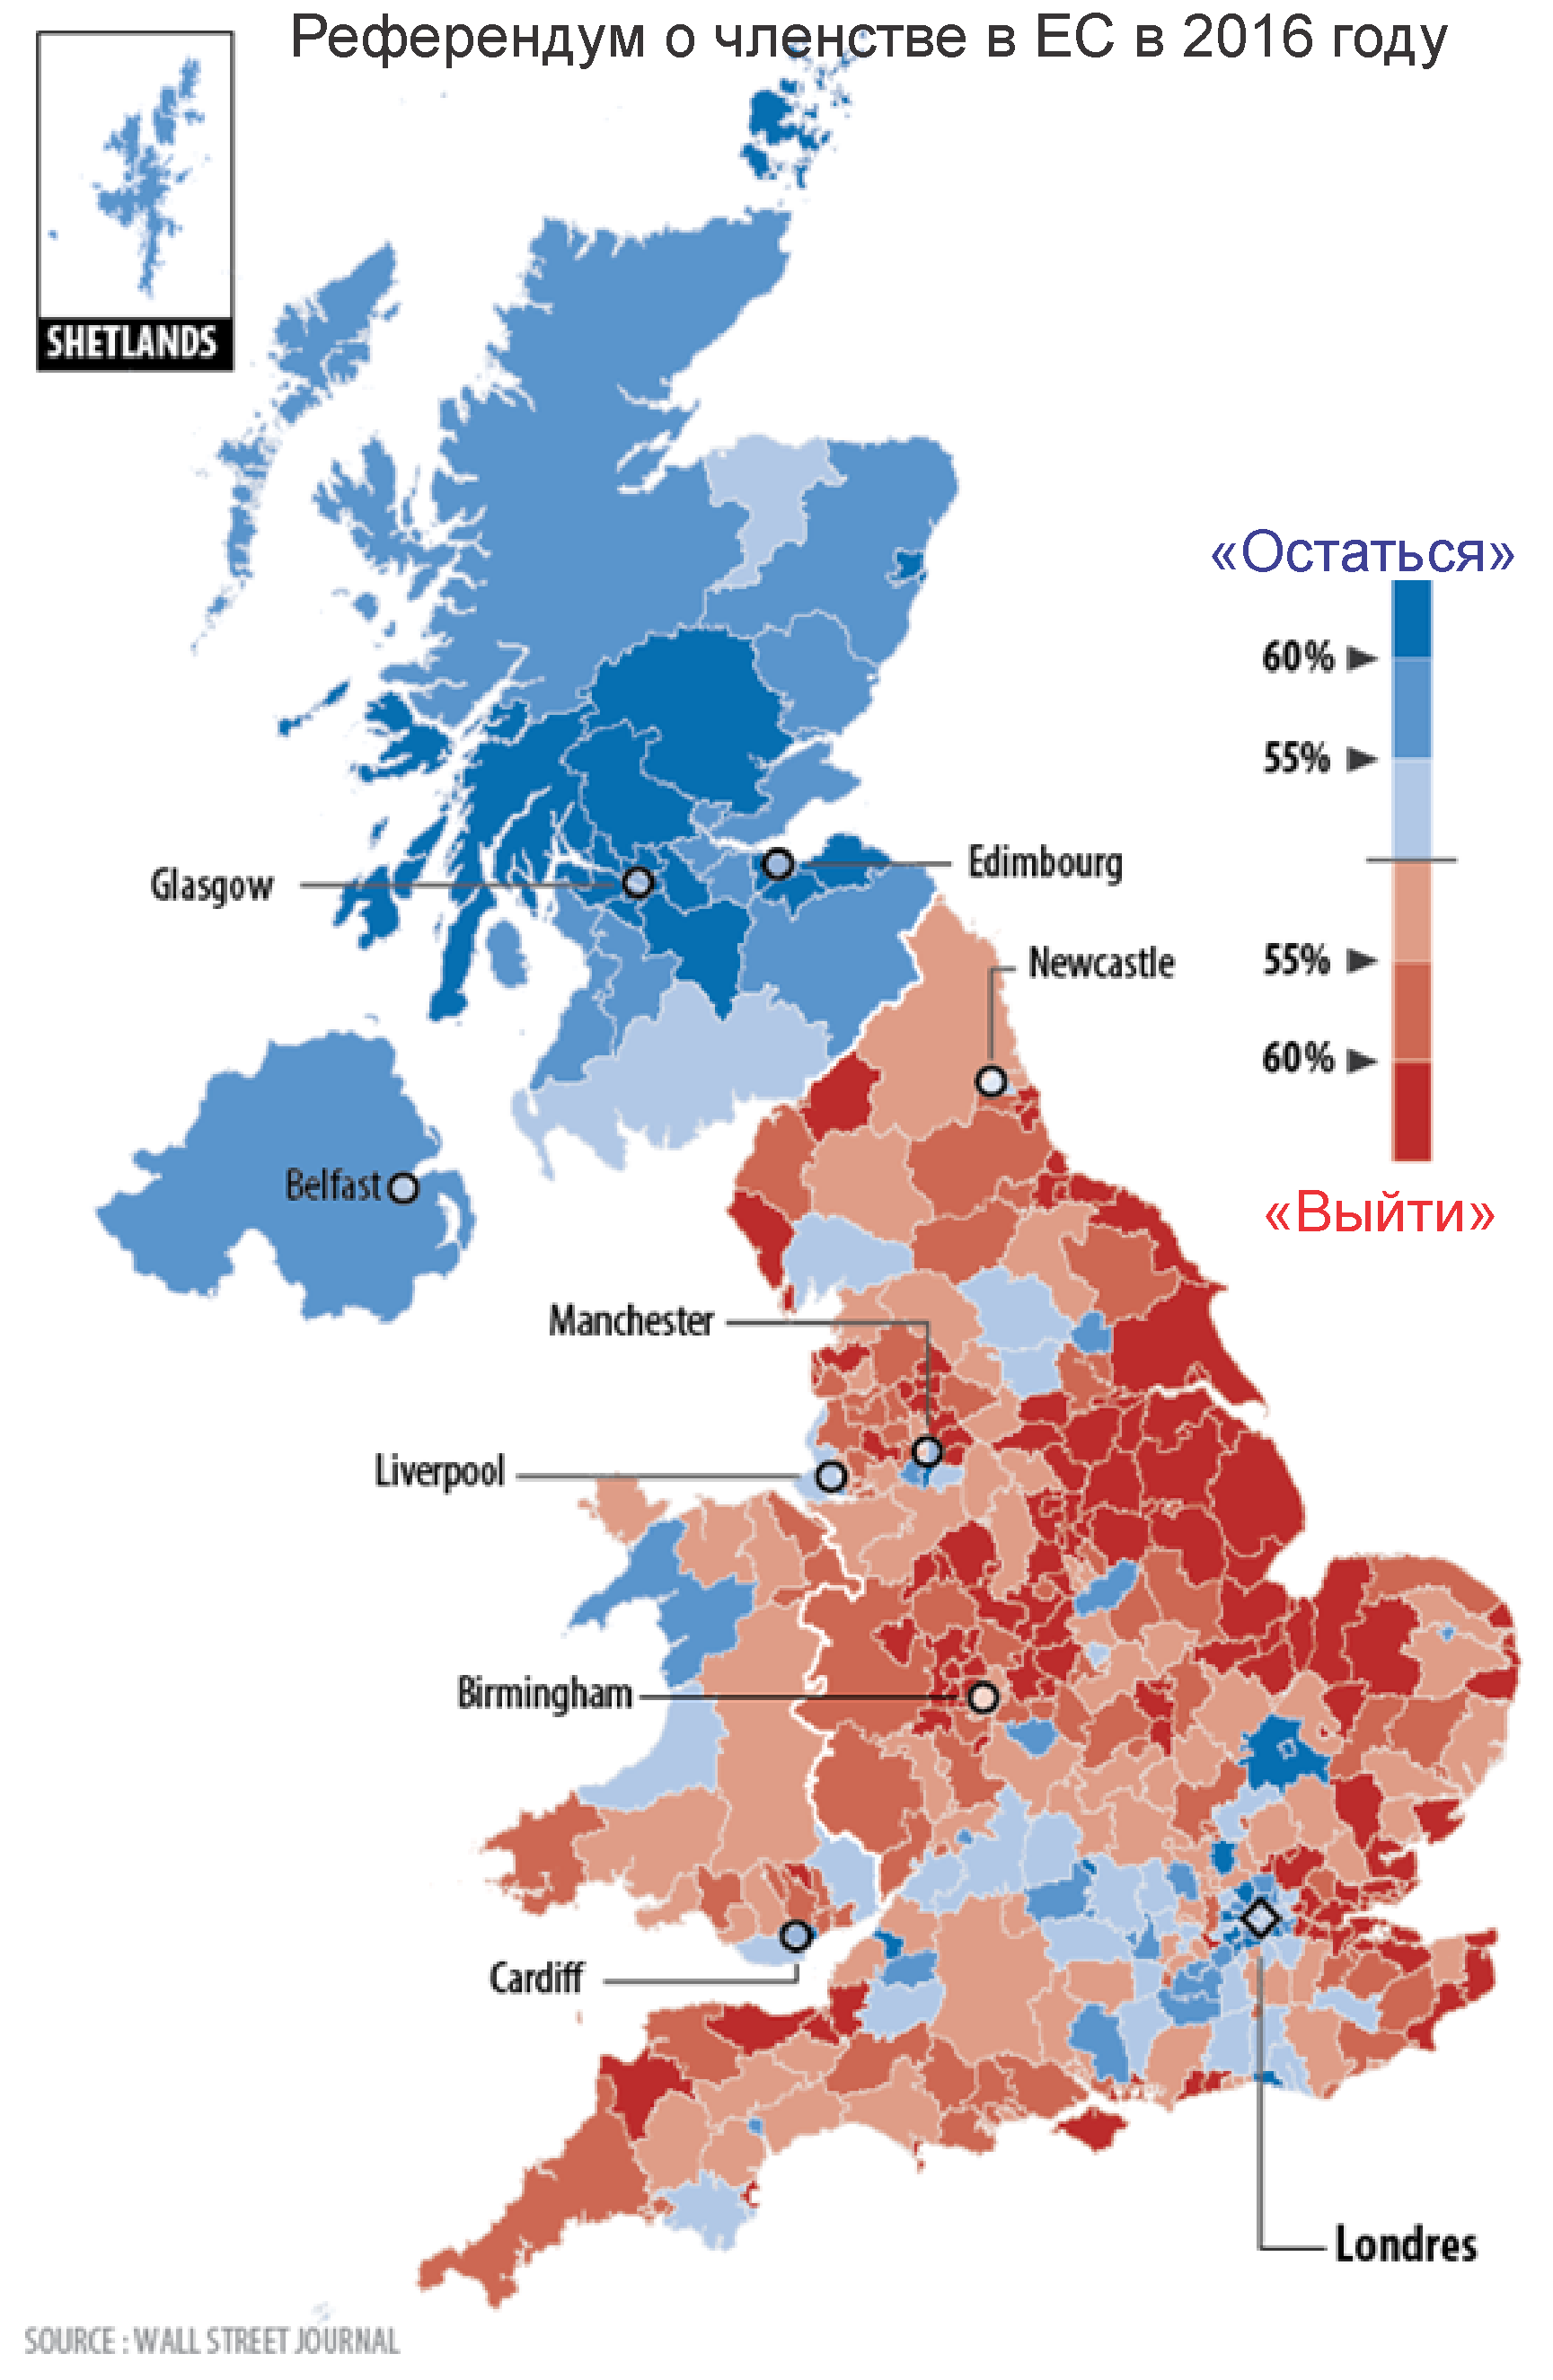 Референдум о членстве в ЕС в 2016 году
SHETLANDS
«Остаться»
60%
55%
55%
60%
«Выйти»
Glasgow
Edimbourg
Newcastle
Belfast
Manchester
Liverpool
Birmingham
Cardiff
Londres
SOURCE : WALL STREET JOURNAL